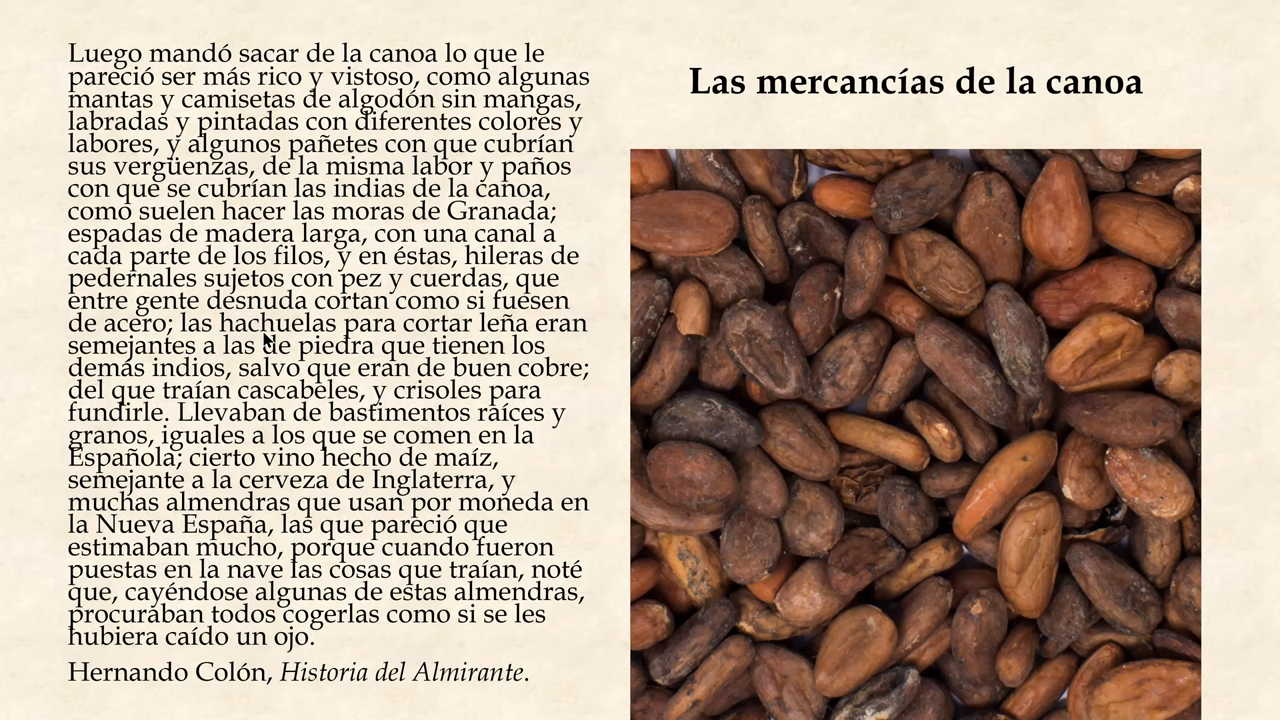 Luego mandó sacar de la canoa lo que le
pareció ser más rico y vistoso, como algunas
mantas y camisetas de algodón sin mangas,
labradas y pintadas con diferentes colores y
labores, y algunos pañetes con que cubrían
sus vergüenzas, de la misma labor y paños
con que se cubrían las indias de la canoa,
como suelen hacer las moras de Granada;
espadas de madera larga, con una canal a
cada parte de los filos, y en éstas, hileras de
pedernales sujetos con pez y cuerdas, que
entre gente desnuda cortan como si fuesen
de acero; las hachuelas para cortar leña eran
semejantes a las de piedra que tienen los
demás indios, salvo que eran de buen cobre;
del que traían cascabeles, y crisoles para
fundirle. Llevaban de bastimentos raíces y
granos, iguales a los que se comen en la
Española; cierto vino hecho de maíz,
semejante a la cerveza de Inglaterra, y
muchas almendras que usan por moneda en
la Nueva España, las que pareció que
estimaban mucho, porque cuando fueron
puestas en la nave las cosas que traían, noté
que, cayéndose algunas de estas almendras,
procuraban todos cogerlas como si se les
hubiera caído un ojo.
Hernando Colón, Historia del Almirante.
Las mercancías de la canoa